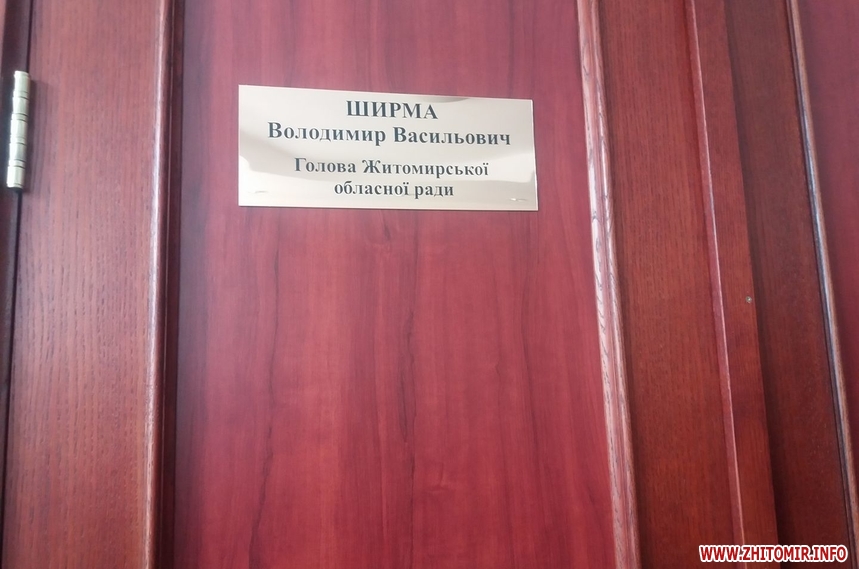 ШИРМА
Володимир Васильович
Голова Житомирської
обласної ради
WWW.ZHITOMIR.INFO